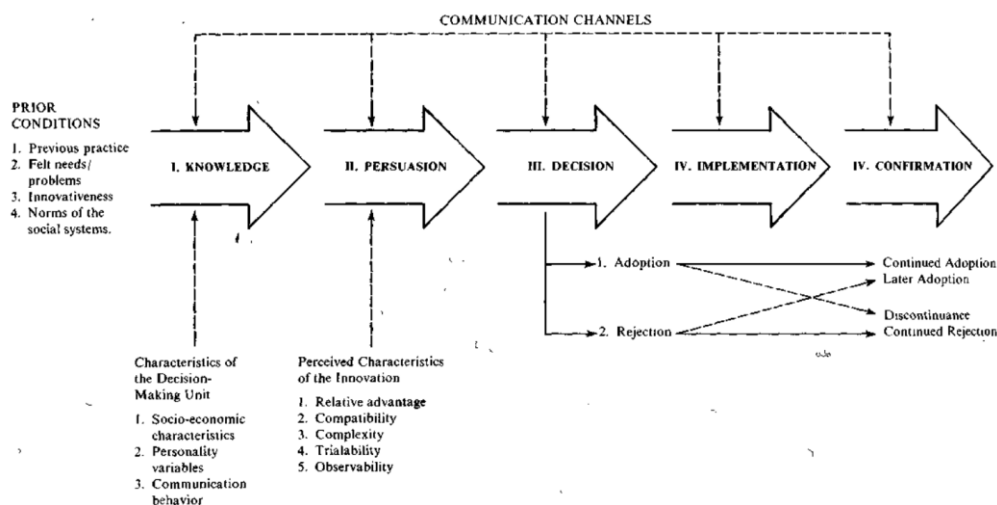 COMMUNICATION CHANNELS
PRIOR
CONDITIONS
1. Previous practice
2. Felt needs/
problems
3. Innovativeness
4. Norms of the
social systems.
I. KNOWLEDGE
II. PERSUASION
III. DECISION
IV. IMPLEMENTATION
IV. CONFIRMATION
1. Adoption
2. Rejection
Continued Adoption
Later Adoption
Discontinuance
Continued Rejection
Characteristics of
the Decision-
Making Unit
1. Socio-economic
characteristics
2. Personality
variables
3. Communication
behavior
Perceived Characteristics
of the Innovation
1. Relative advantage
2. Compatibility
3. Complexity
4. Trialability
5. Observability